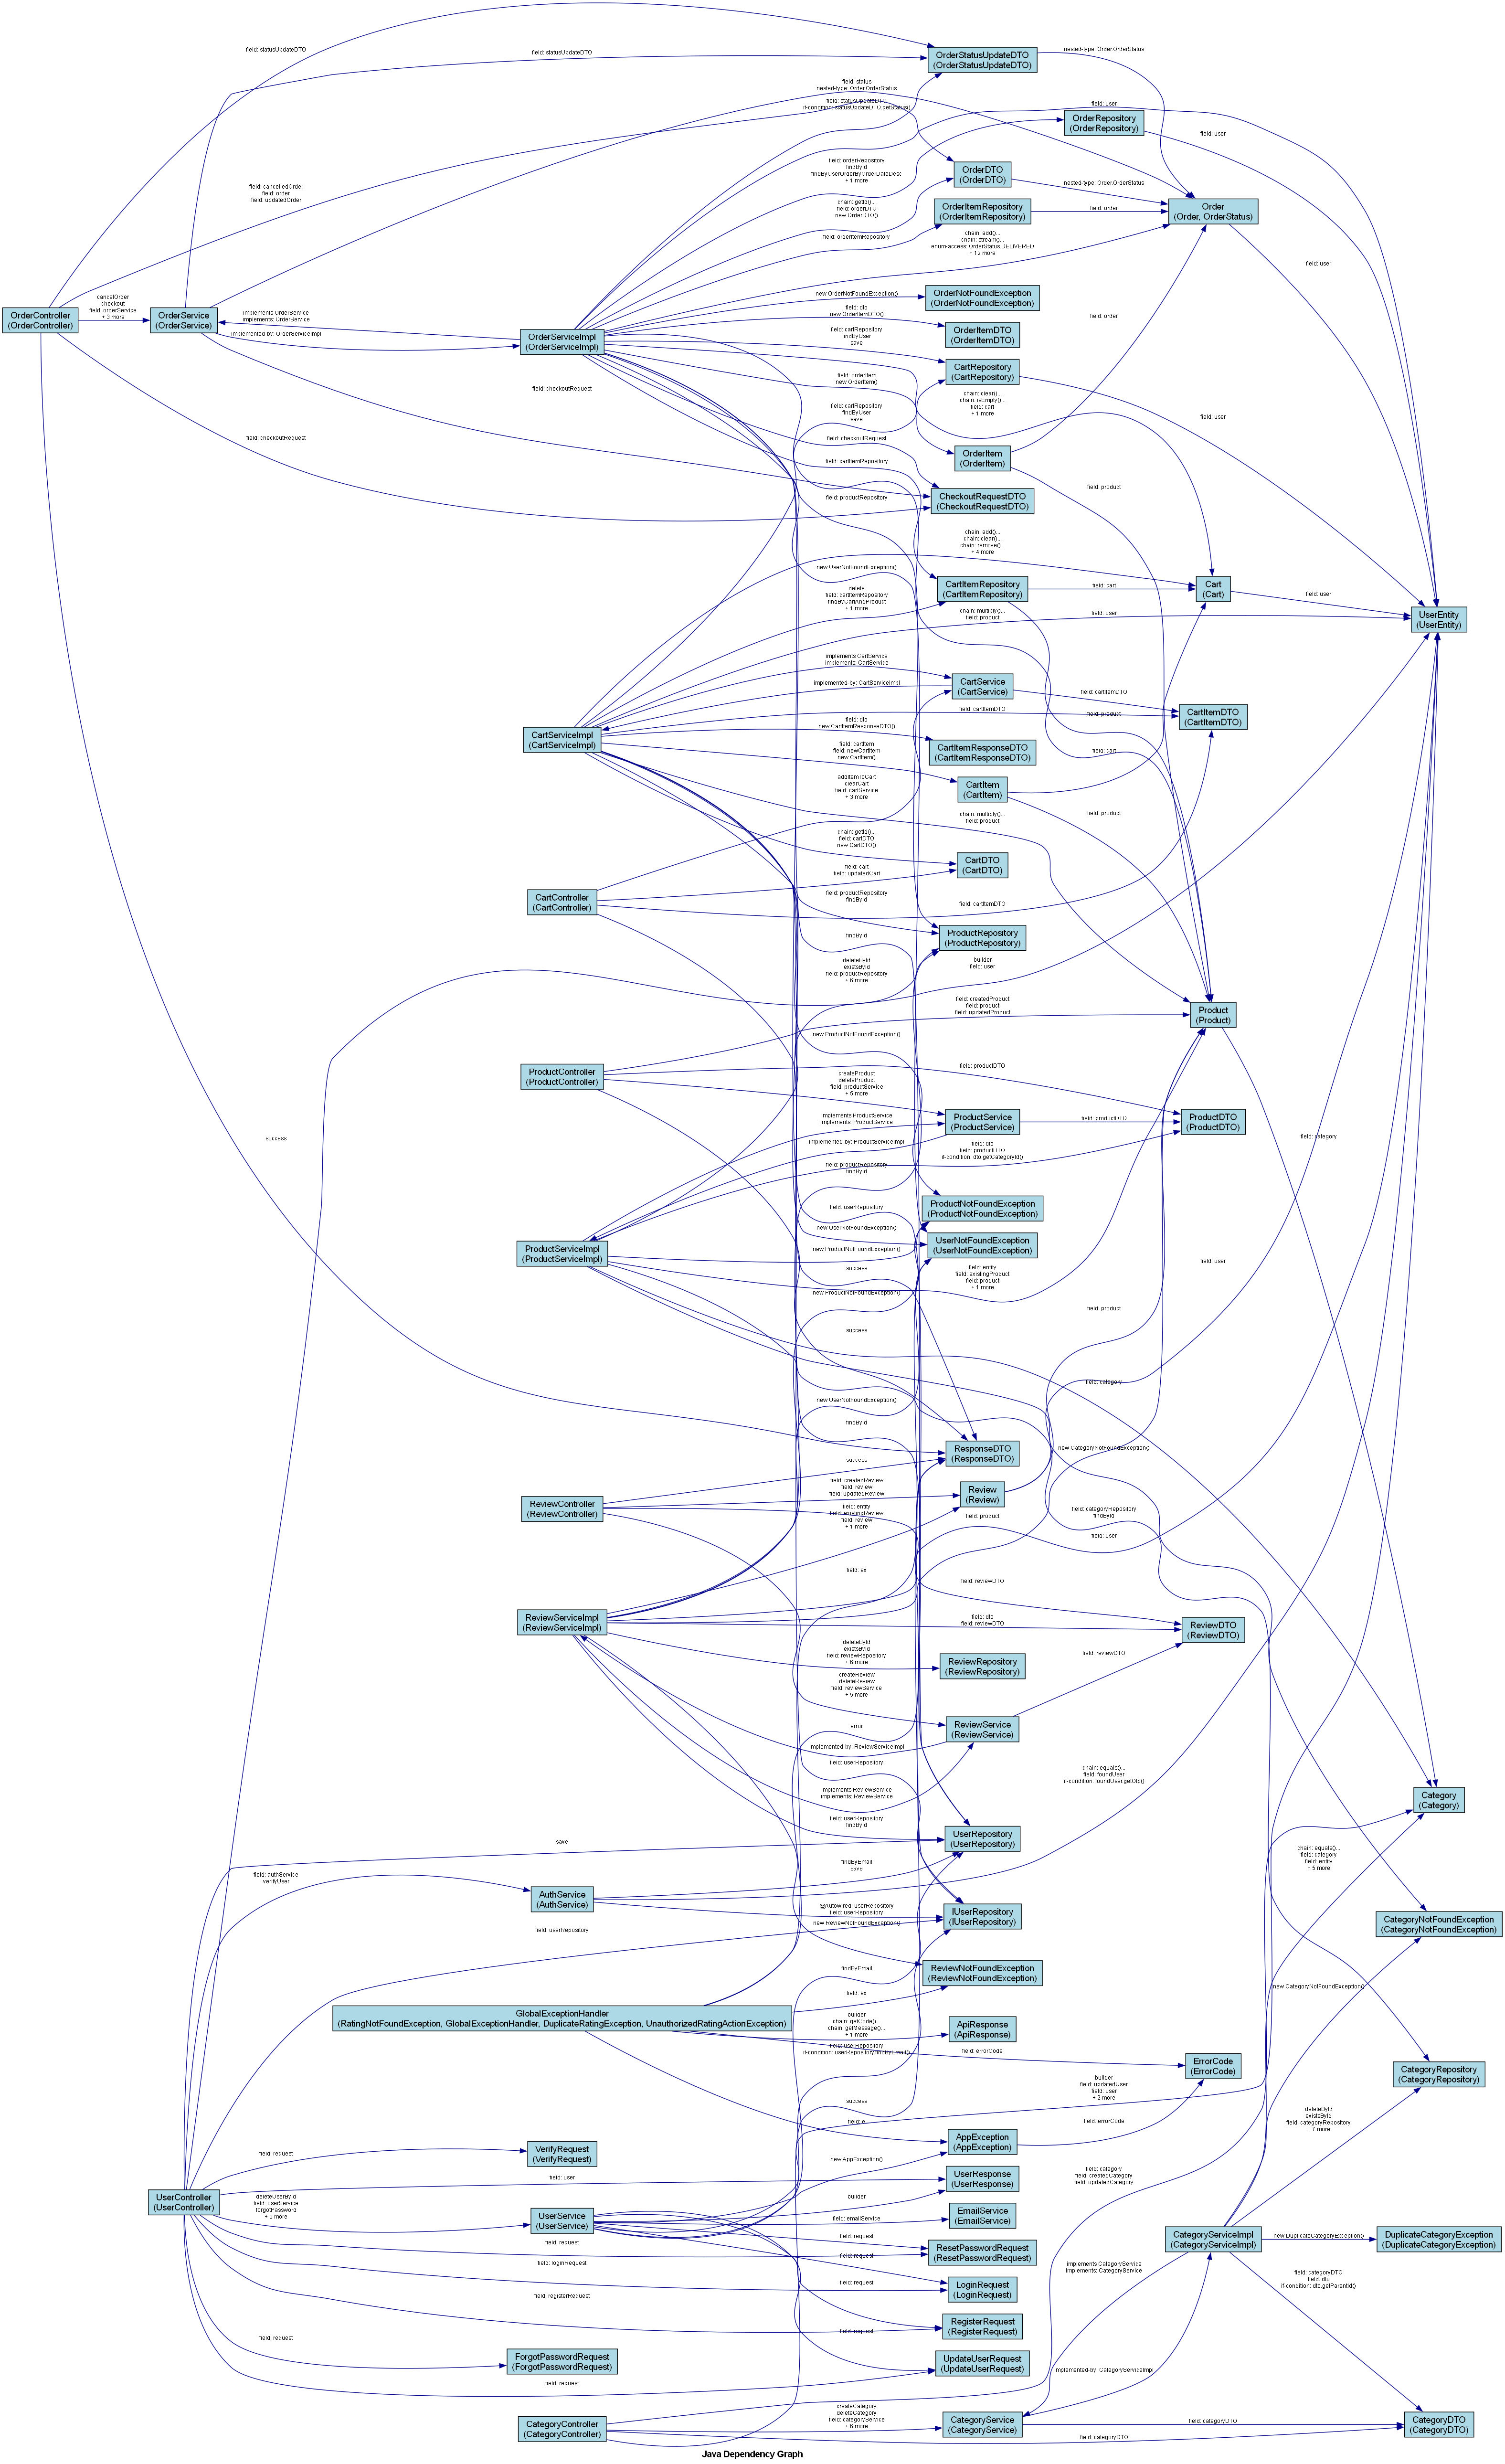 OrderStatusUpdateDTO
(OrderStatusUpdateDTO)
field: statusUpdateDTO
field: statusUpdateDTO
nested-type: Order.OrderStatus
field: status
nested-type: Order.OrderStatus
field: statusUpdateDTO
if-condition: statusUpdateDTO.getStatus()
field: user
OrderRepository
(OrderRepository)
field: user
field: orderRepository
findById
findByUserOrderByOrderDateDesc
+ 1 more
OrderDTO
(OrderDTO)
nested-type: Order.OrderStatus
field: cancelledOrder
field: order
field: updatedOrder
chain: getId()...
field: orderDTO
new OrderDTO()
OrderItemRepository
(OrderItemRepository)
field: order
Order
(Order, OrderStatus)
field: orderItemRepository
chain: add()...
chain: stream()...
enum-access: OrderStatus.DELIVERED
+ 12 more
field: user
OrderNotFoundException
(OrderNotFoundException)
new OrderNotFoundException()
cancelOrder
checkout
field: orderService
+ 3 more
OrderController
(OrderController)
OrderService
(OrderService)
implements OrderService
implements: OrderService
implemented-by: OrderServiceImpl
OrderServiceImpl
(OrderServiceImpl)
field: dto
new OrderItemDTO()
OrderItemDTO
(OrderItemDTO)
field: order
field: cartRepository
findByUser
save
CartRepository
(CartRepository)
field: checkoutRequest
field: orderItem
new OrderItem()
chain: clear()...
chain: isEmpty()...
field: cart
+ 1 more
field: user
field: cartRepository
findByUser
save
field: checkoutRequest
field: checkoutRequest
OrderItem
(OrderItem)
field: cartItemRepository
field: product
CheckoutRequestDTO
(CheckoutRequestDTO)
field: productRepository
chain: add()...
chain: clear()...
chain: remove()...
+ 4 more
new UserNotFoundException()
CartItemRepository
(CartItemRepository)
field: cart
Cart
(Cart)
field: user
UserEntity
(UserEntity)
delete
field: cartItemRepository
findByCartAndProduct
+ 1 more
chain: multiply()...
field: product
field: user
implements CartService
implements: CartService
implemented-by: CartServiceImpl
CartService
(CartService)
field: cartItemDTO
CartItemDTO
(CartItemDTO)
field: cartItemDTO
field: product
CartServiceImpl
(CartServiceImpl)
field: dto
new CartItemResponseDTO()
CartItemResponseDTO
(CartItemResponseDTO)
field: cart
field: cartItem
field: newCartItem
new CartItem()
CartItem
(CartItem)
addItemToCart
clearCart
field: cartService
+ 3 more
chain: multiply()...
field: product
field: product
chain: getId()...
field: cartDTO
new CartDTO()
CartDTO
(CartDTO)
field: cart
field: updatedCart
CartController
(CartController)
field: cartItemDTO
field: productRepository
findById
ProductRepository
(ProductRepository)
findById
deleteById
existsById
field: productRepository
+ 6 more
builder
field: user
field: createdProduct
field: product
field: updatedProduct
Product
(Product)
new ProductNotFoundException()
ProductController
(ProductController)
field: productDTO
createProduct
deleteProduct
field: productService
+ 5 more
ProductService
(ProductService)
field: productDTO
ProductDTO
(ProductDTO)
implements ProductService
implements: ProductService
implemented-by: ProductServiceImpl
field: dto
field: productDTO
if-condition: dto.getCategoryId()
field: productRepository
findById
field: category
success
field: userRepository
ProductNotFoundException
(ProductNotFoundException)
new UserNotFoundException()
UserNotFoundException
(UserNotFoundException)
ProductServiceImpl
(ProductServiceImpl)
new ProductNotFoundException()
success
field: entity
field: existingProduct
field: product
+ 1 more
field: user
new ProductNotFoundException()
field: product
success
field: category
new UserNotFoundException()
findById
new CategoryNotFoundException()
ResponseDTO
(ResponseDTO)
success
field: createdReview
field: review
field: updatedReview
Review
(Review)
ReviewController
(ReviewController)
field: entity
field: existingReview
field: review
+ 1 more
field: product
field: categoryRepository
findById
field: user
field: ex
field: reviewDTO
ReviewServiceImpl
(ReviewServiceImpl)
field: dto
field: reviewDTO
ReviewDTO
(ReviewDTO)
deleteById
existsById
field: reviewRepository
+ 6 more
ReviewRepository
(ReviewRepository)
field: reviewDTO
createReview
deleteReview
field: reviewService
+ 5 more
ReviewService
(ReviewService)
error
implemented-by: ReviewServiceImpl
field: userRepository
implements ReviewService
implements: ReviewService
chain: equals()...
field: foundUser
if-condition: foundUser.getOtp()
Category
(Category)
field: userRepository
findById
UserRepository
(UserRepository)
save
field: authService
verifyUser
findByEmail
save
AuthService
(AuthService)
chain: equals()...
field: category
field: entity
+ 5 more
@Autowired: userRepository
field: userRepository
IUserRepository
(IUserRepository)
field: userRepository
new ReviewNotFoundException()
CategoryNotFoundException
(CategoryNotFoundException)
findByEmail
ReviewNotFoundException
(ReviewNotFoundException)
field: ex
new CategoryNotFoundException()
GlobalExceptionHandler
(RatingNotFoundException, GlobalExceptionHandler, DuplicateRatingException, UnauthorizedRatingActionException)
builder
chain: getCode()...
chain: getMessage()...
+ 1 more
ApiResponse
(ApiResponse)
field: userRepository
if-condition: userRepository.findByEmail()
field: errorCode
ErrorCode
(ErrorCode)
CategoryRepository
(CategoryRepository)
builder
field: updatedUser
field: user
+ 2 more
success
field: e
field: errorCode
AppException
(AppException)
deleteById
existsById
field: categoryRepository
+ 7 more
VerifyRequest
(VerifyRequest)
field: request
new AppException()
field: user
UserResponse
(UserResponse)
field: category
field: createdCategory
field: updatedCategory
UserController
(UserController)
deleteUserById
field: userService
forgotPassword
+ 5 more
builder
UserService
(UserService)
field: emailService
EmailService
(EmailService)
field: request
field: request
ResetPasswordRequest
(ResetPasswordRequest)
CategoryServiceImpl
(CategoryServiceImpl)
new DuplicateCategoryException()
DuplicateCategoryException
(DuplicateCategoryException)
field: loginRequest
field: request
LoginRequest
(LoginRequest)
implements CategoryService
implements: CategoryService
field: categoryDTO
field: dto
if-condition: dto.getParentId()
field: registerRequest
field: request
RegisterRequest
(RegisterRequest)
field: request
field: request
ForgotPasswordRequest
(ForgotPasswordRequest)
UpdateUserRequest
(UpdateUserRequest)
field: request
implemented-by: CategoryServiceImpl
CategoryController
(CategoryController)
createCategory
deleteCategory
field: categoryService
+ 6 more
CategoryService
(CategoryService)
field: categoryDTO
field: categoryDTO
CategoryDTO
(CategoryDTO)
Java Dependency Graph